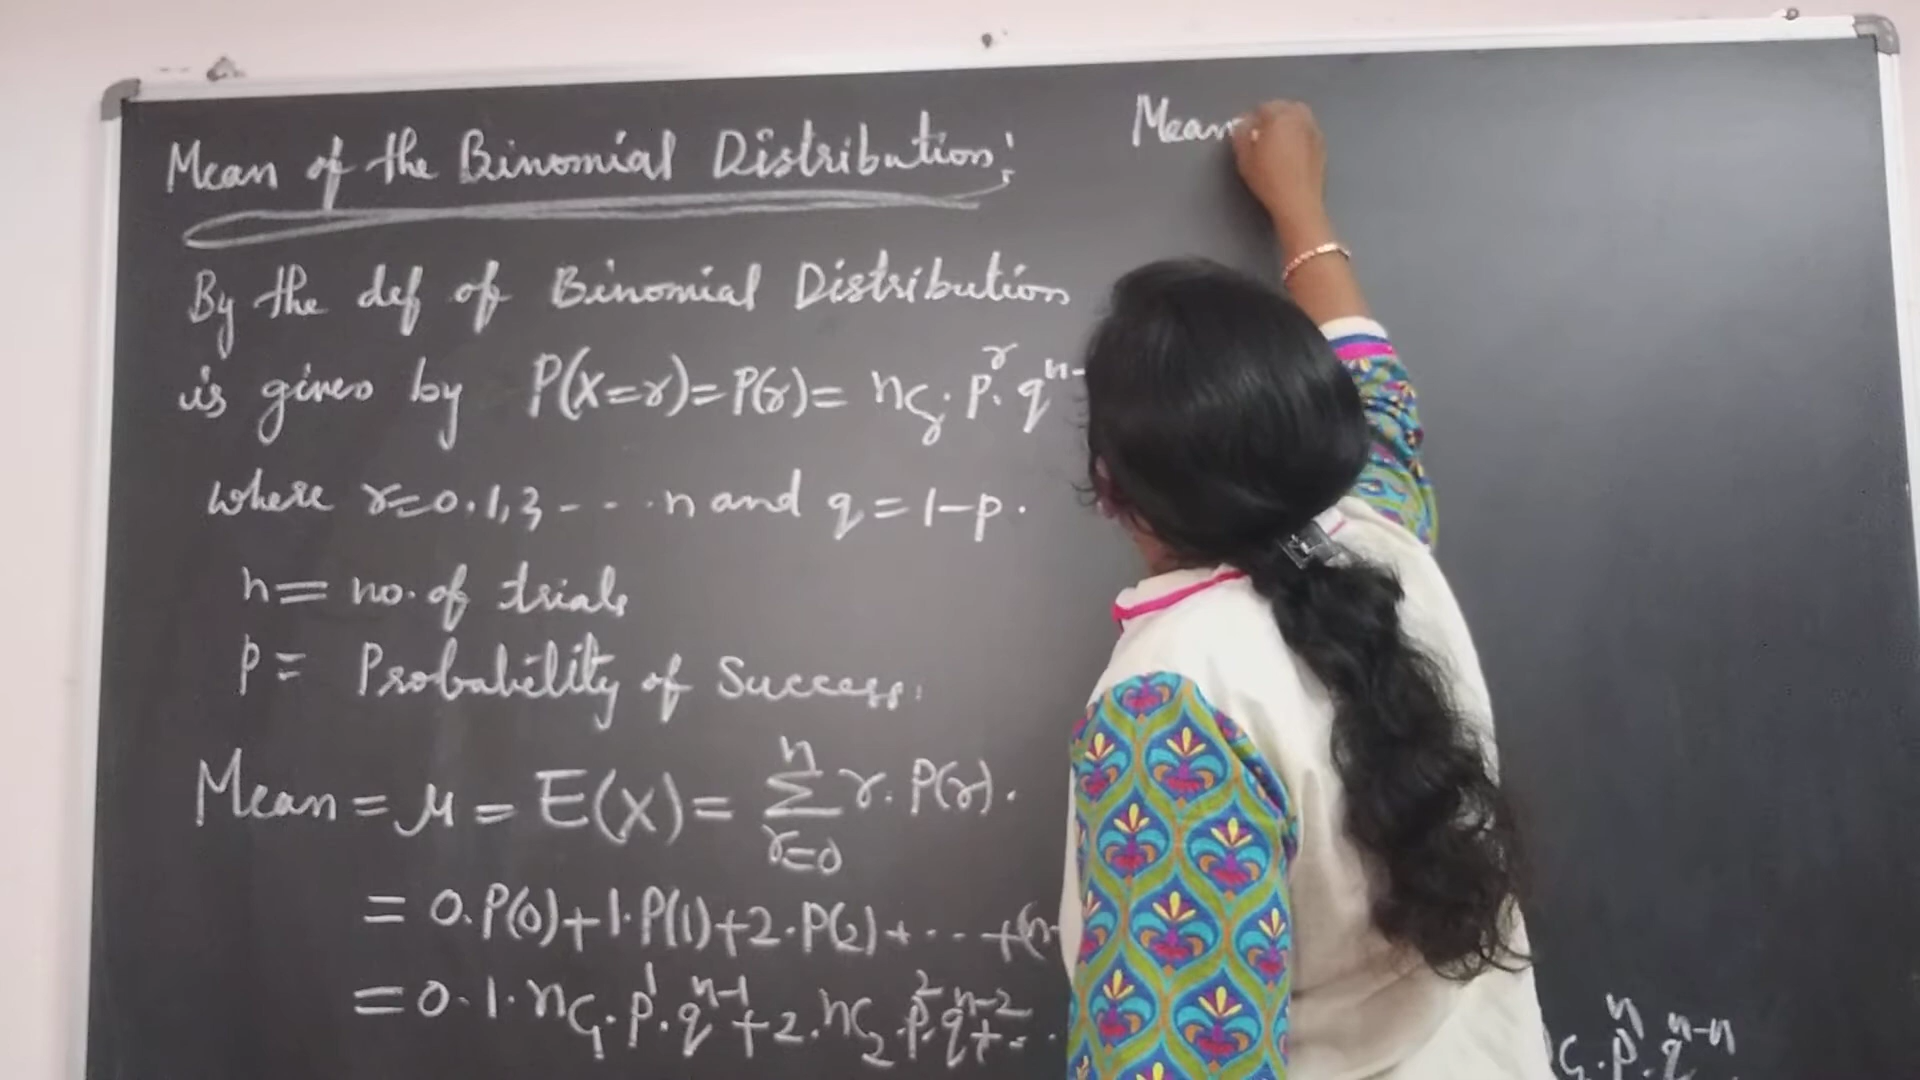 Mean of the Binomial Distribution:
By the def of Binomial Distribution
is given by P(X=r)=P(r)= nCr. p^r. q^n-
where r=0.1,3 - - - . n and q = 1-p.
n = no. of trials
P = Probability of Success.
Mean = μ = E(X) = Σ_{r=0}^{n} r. P(r).
= 0.P(0)+1.P(1)+2.P(2)+ . . - +(n-
= 0.1.nC1.p^1.q^n-1+2.nC2.p^2.q^n-2+- .
Mean
C. p^n. q^n-n